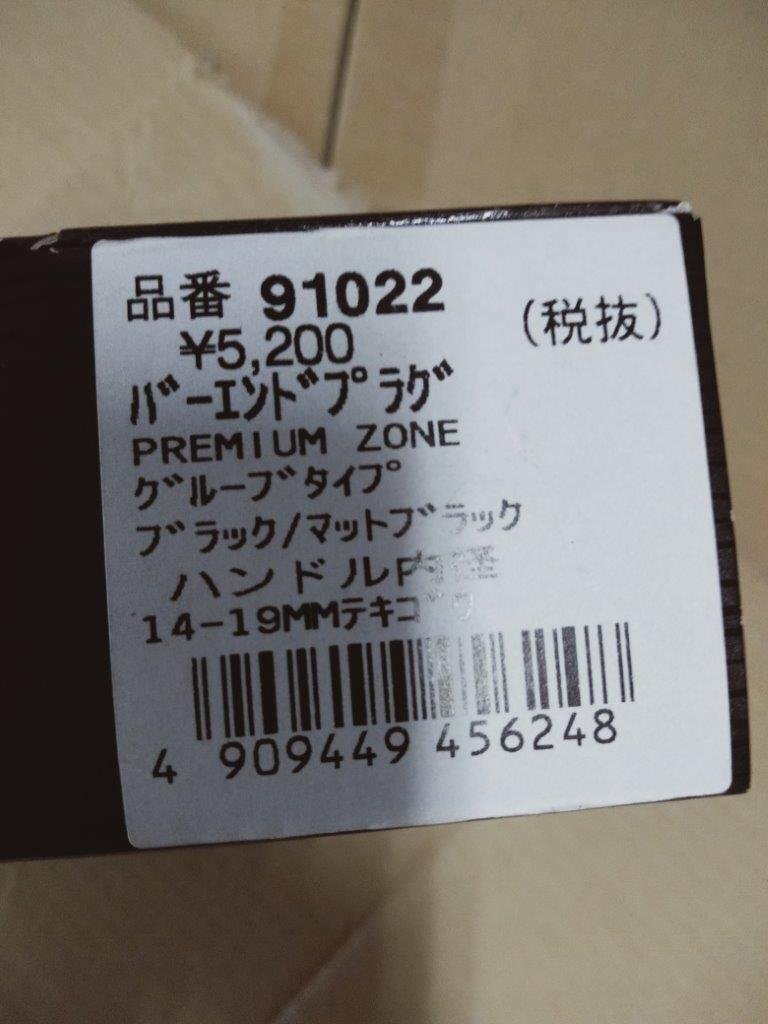 品番 91022
¥5,200 (税抜)
バーエンドプラグ
PREMIUM ZONE
グルーブタイプ
ブラック/マットブラック
ハンドル内径
14-19MMテキゴウ
4 909449 456248